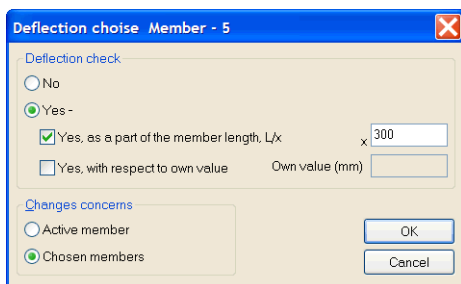 Deflection choise Member - 5
Deflection check
No
Yes -
Yes, as a part of the member length, L/x x 300
Yes, with respect to own value Own value (mm)
Changes concerns
Active member OK
Chosen members Cancel